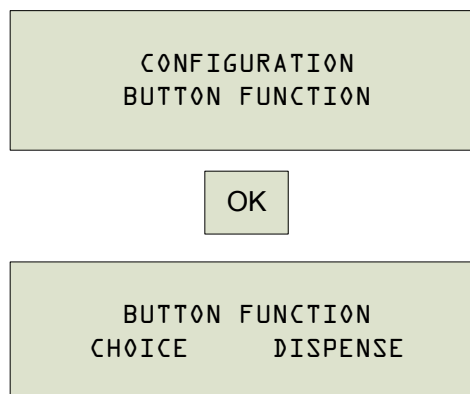 CONFIGURATION
BUTTON FUNCTION
OK
BUTTON FUNCTION
CHOICE DISPENSE